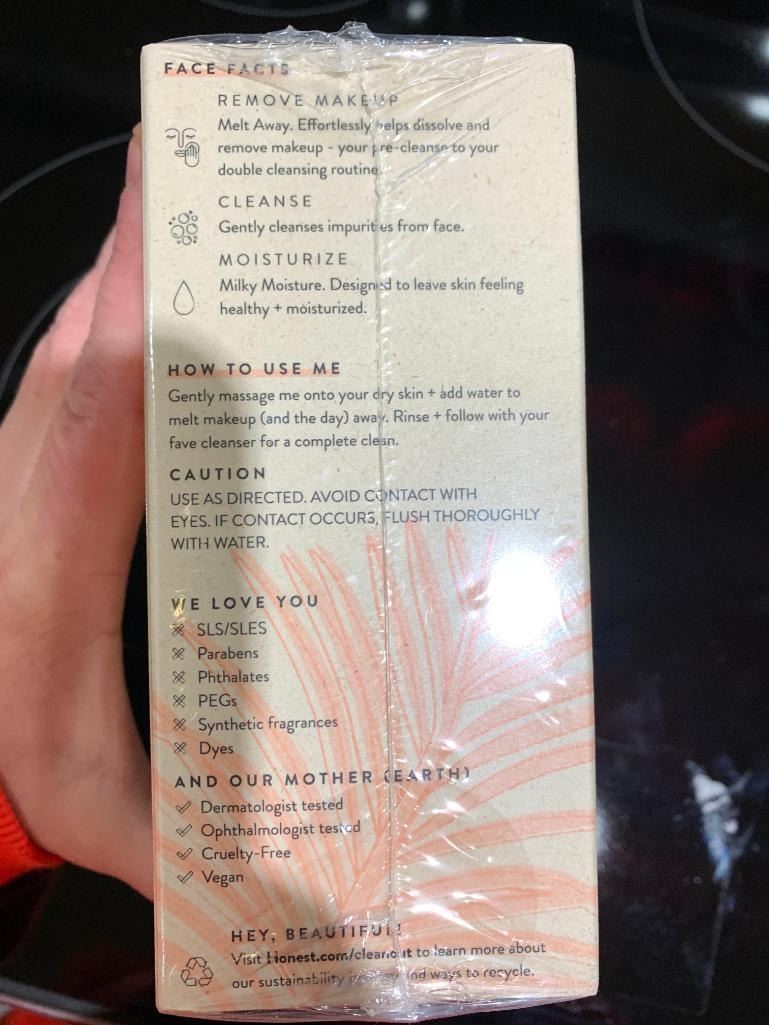 FACE FACTS
REMOVE MAKEUP
Melt Away. Effortlessly helps dissolve and
remove makeup - your pre-cleanse to your
double cleansing routine.
CLEANSE
Gently cleanses impurities from face.
MOISTURIZE
Milky Moisture. Designed to leave skin feeling
healthy + moisturized.
HOW TO USE ME
Gently massage me onto your dry skin + add water to
melt makeup (and the day) away. Rinse + follow with your
fave cleanser for a complete clean.
CAUTION
USE AS DIRECTED. AVOID CONTACT WITH
EYES. IF CONTACT OCCURS, FLUSH THOROUGHLY
WITH WATER.
WE LOVE YOU
SLS/SLES
Parabens
Phthalates
PEGs
Synthetic fragrances
Dyes
AND OUR MOTHER (EARTH)
Dermatologist tested
Ophthalmologist tested
Cruelty-Free
Vegan
HEY, BEAUTIFUL!
Visit Honest.com/cleanout to learn more about
our sustainability and ways to recycle.